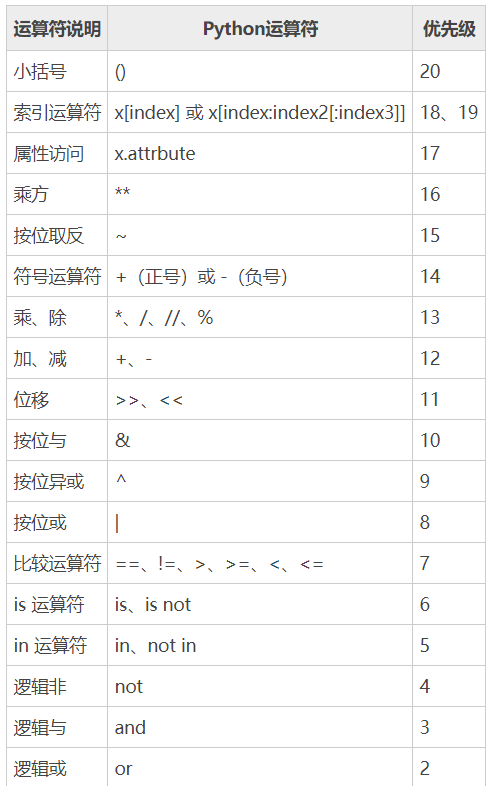 运算符说明 Python运算符 优先级
小括号 () 20
索引运算符 x[index] 或 x[index:index2[:index3]] 18、19
属性访问 x.attrbute 17
乘方 ** 16
按位取反 ~ 15
符号运算符 +（正号）或 -（负号） 14
乘、除 *、/、//、% 13
加、减 +、- 12
位移 >>、<< 11
按位与 & 10
按位异或 ^ 9
按位或 | 8
比较运算符 ==、!=、>、>=、<、<= 7
is 运算符 is、is not 6
in 运算符 in、not in 5
逻辑非 not 4
逻辑与 and 3
逻辑或 or 2